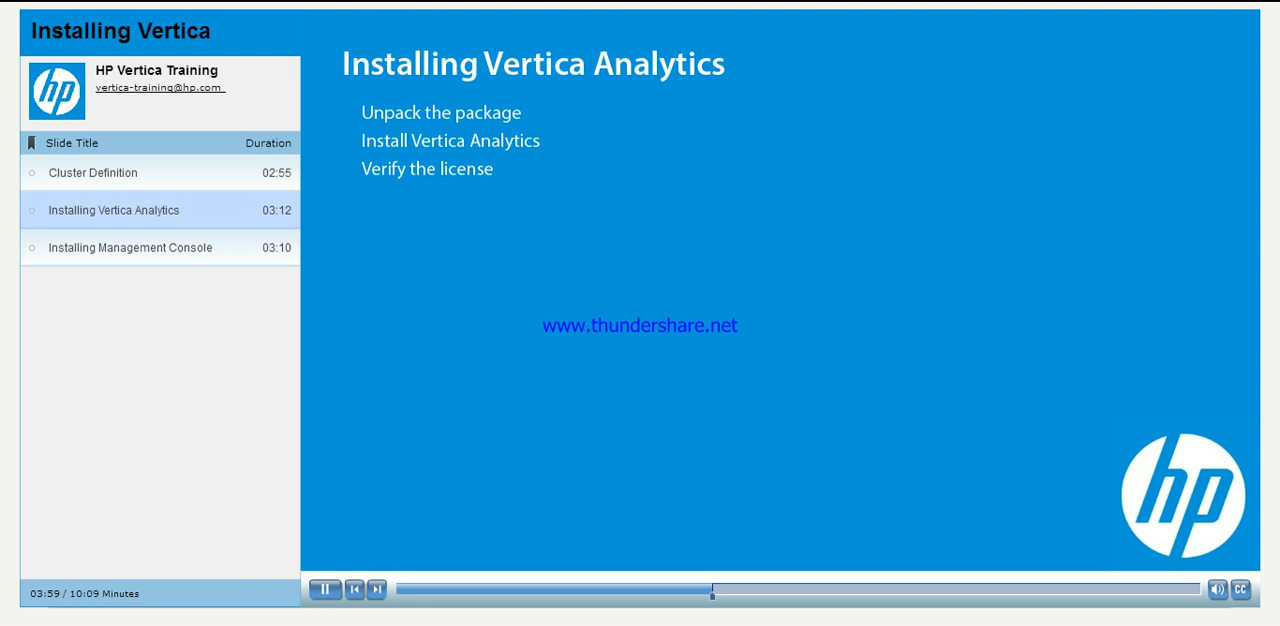 Installing Vertica
hp
HP Vertica Training
vertica-training@hp.com
Slide Title Duration
Cluster Definition 02:55
Installing Vertica Analytics 03:12
Installing Management Console 03:10
03:59 / 10:09 Minutes
Installing Vertica Analytics
Unpack the package
Install Vertica Analytics
Verify the license
www.thundershare.net
hp
CC